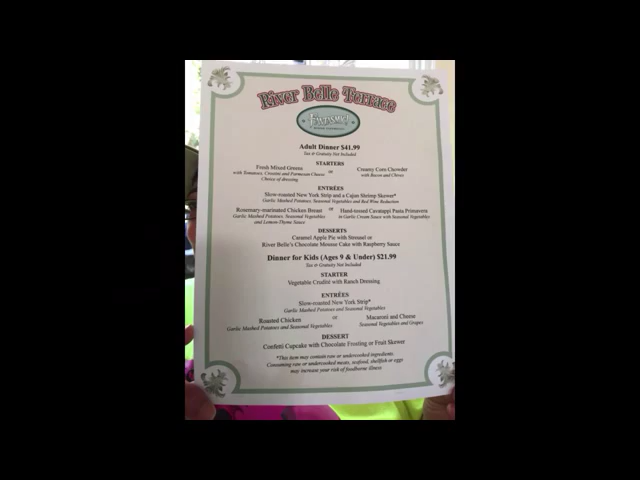 River Belle Terrace
FANTASMIC!
Adult Dinner $41.99
Tax & Gratuity Not Included
STARTERS
Fresh Mixed Greens
with Tomatoes, Crostini and Parmesan Cheese
Choice of dressing
or
Creamy Corn Chowder
with Bacon and Chives
ENTRÉES
Slow-roasted New York Strip and a Cajun Shrimp Skewer*
Garlic Mashed Potatoes, Seasonal Vegetables and Red Wine Reduction
Rosemary-marinated Chicken Breast
Garlic Mashed Potatoes, Seasonal Vegetables
and Lemon-Thyme Sauce
or
Hand-tossed Cavatappi Pasta Primavera
in Garlic Cream Sauce with Seasonal Vegetables
DESSERTS
Caramel Apple Pie with Streusel or
River Belle's Chocolate Mousse Cake with Raspberry Sauce
Dinner for Kids (Ages 9 & Under) $21.99
Tax & Gratuity Not Included
STARTER
Vegetable Crudité with Ranch Dressing
ENTRÉES
Slow-roasted New York Strip*
Garlic Mashed Potatoes and Seasonal Vegetables
Roasted Chicken
Garlic Mashed Potatoes and Seasonal Vegetables
or
Macaroni and Cheese
Seasonal Vegetables and Grapes
DESSERT
Confetti Cupcake with Chocolate Frosting or Fruit Skewer
*This item may contain raw or undercooked ingredients.
Consuming raw or undercooked meats, seafood, shellfish or eggs
may increase your risk of foodborne illness